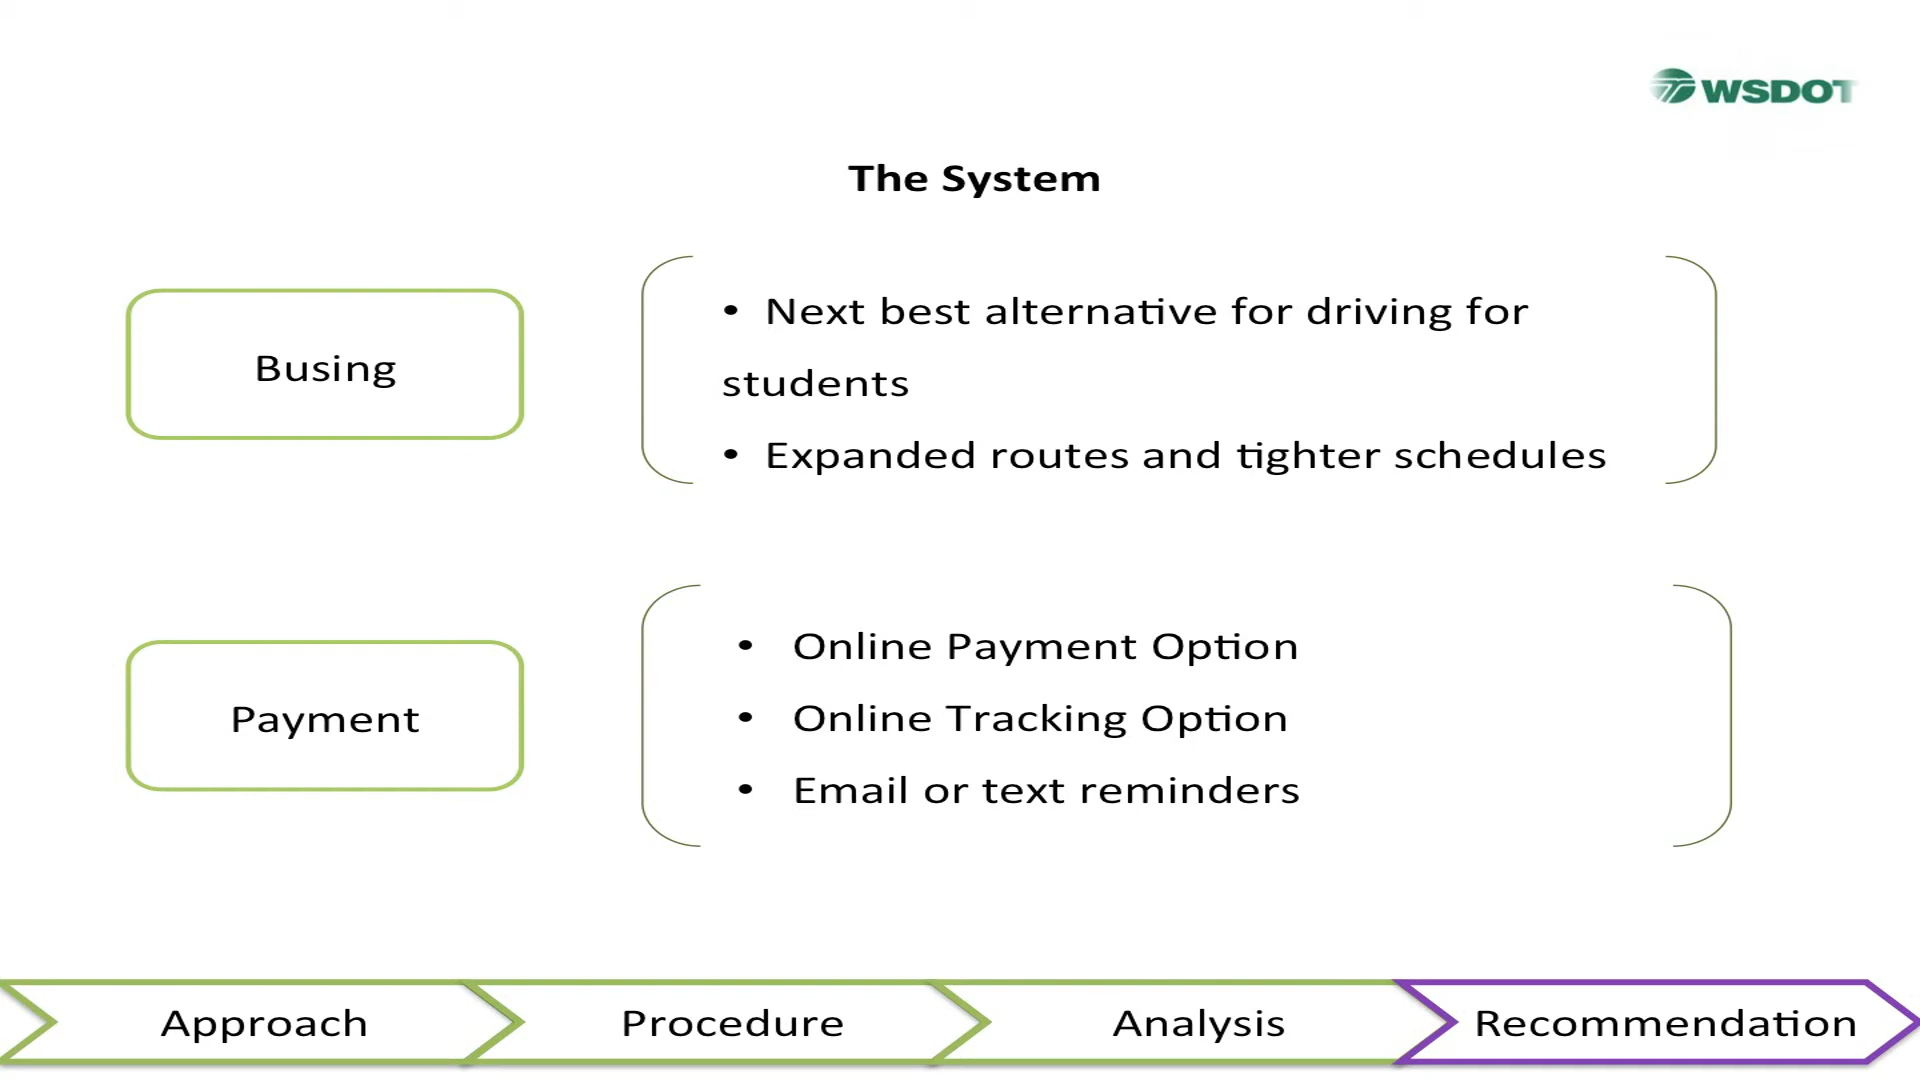 WSDOT
The System
Busing
• Next best alternative for driving for
students
• Expanded routes and tighter schedules
Payment
• Online Payment Option
• Online Tracking Option
• Email or text reminders
Approach
Procedure
Analysis
Recommendation